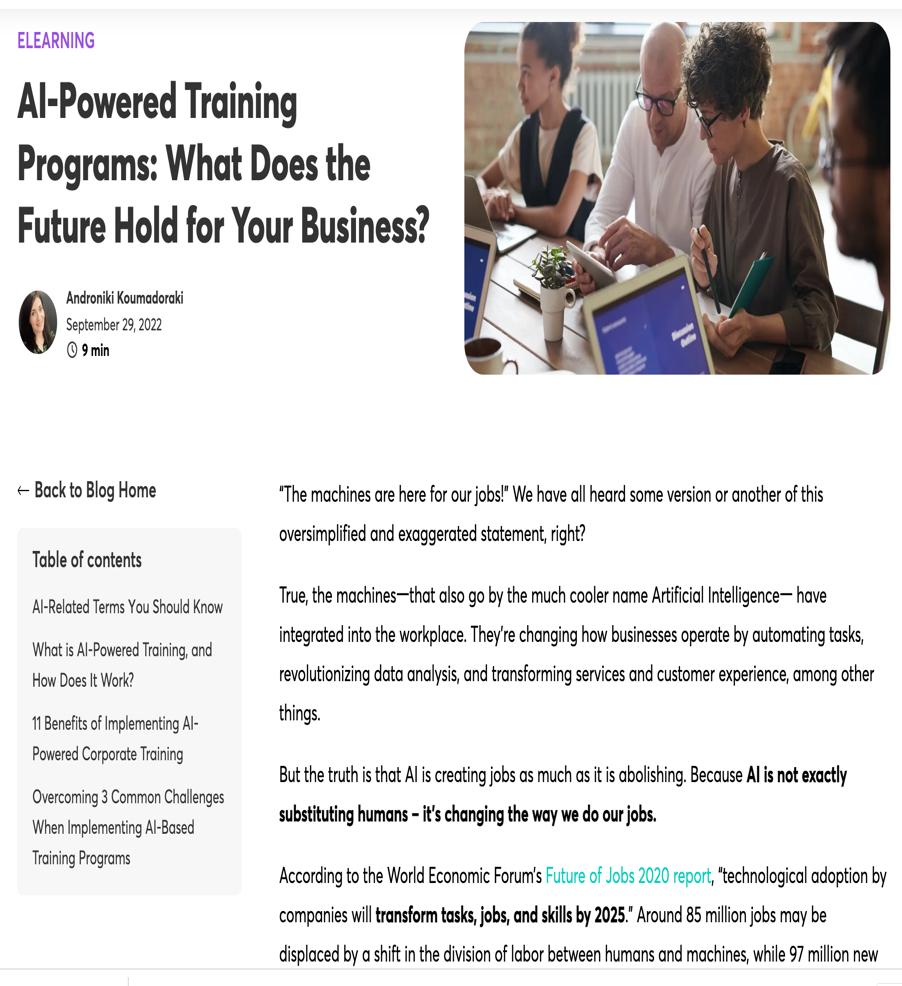 ELEARNING
AI-Powered Training
Programs: What Does the
Future Hold for Your Business?
Androniki Koumadoraki
September 29, 2022
9 min
← Back to Blog Home
Table of contents
AI-Related Terms You Should Know
What is AI-Powered Training, and
How Does It Work?
11 Benefits of Implementing AI-
Powered Corporate Training
Overcoming 3 Common Challenges
When Implementing AI-Based
Training Programs
“The machines are here for our jobs!” We have all heard some version or another of this
oversimplified and exaggerated statement, right?
True, the machines—that also go by the much cooler name Artificial Intelligence— have
integrated into the workplace. They’re changing how businesses operate by automating tasks,
revolutionizing data analysis, and transforming services and customer experience, among other
things.
But the truth is that AI is creating jobs as much as it is abolishing. Because AI is not exactly
substituting humans – it’s changing the way we do our jobs.
According to the World Economic Forum’s Future of Jobs 2020 report, “technological adoption by
companies will transform tasks, jobs, and skills by 2025.” Around 85 million jobs may be
displaced by a shift in the division of labor between humans and machines, while 97 million new